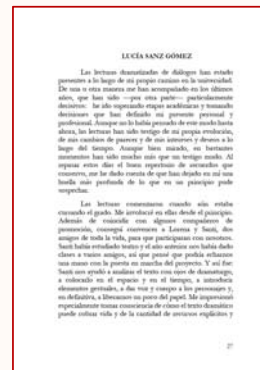 LUCÍA SANZ GÓMEZ
Las lecturas dramatizadas de diálogos han estado
presentes a lo largo de mi propio camino en la universidad.
De una u otra manera me han acompañado en los últimos
años, que han sido —por otra parte— particularmente
decisivos: he ido superando etapas académicas y tomando
decisiones que han definido mi presente personal y
profesional. Aunque no lo había pensado de este modo hasta
ahora, las lecturas han sido testigo de mi propia evolución,
de mis cambios de parecer y de mis intereses y deseos a lo
largo del tiempo. Aunque bien mirado, en bastantes
momentos han sido mucho más que un testigo mudo. Al
repasar estos días el buen repertorio de recuerdos que
conservo, me he dado cuenta de que han dejado en mí una
huella más profunda de lo que en un principio pude
sospechar.
Las lecturas comenzaron cuando aún estaba
cursando el grado. Me involucré en ellas desde el principio.
Además de coincidir con algunos compañeros de
promoción, conseguí convencer a Lorena y Santi, dos
amigos de toda la vida, para que participaran con nosotros.
Santi había estudiado teatro y el año anterior nos había dado
clases a varios amigos, así que pensé que podría echarnos
una mano con la puesta en marcha del proyecto. Y así fue:
Santi nos ayudó a analizar el texto con ojos de dramaturgo,
a colocarlo en el espacio y en el tiempo, a introducir
elementos gestuales, a dar voz y cuerpo a los personajes y,
en definitiva, a liberarnos un poco del papel. Me impresionó
especialmente tomar consciencia de cómo el texto dramático
puede cobrar vida y de la cantidad de recursos explícitos y
27